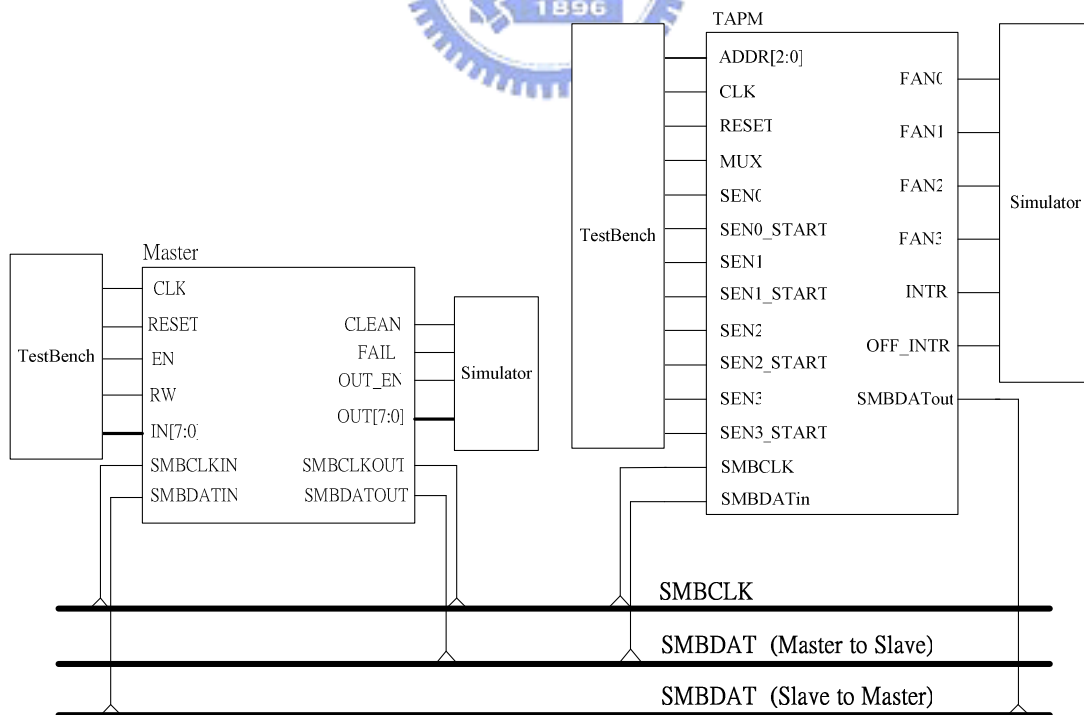 1896
TAPM
TestBench
ADDR[2:0]
CLK
RESET
MUX
SEN0
SEN0_START
SEN1
SEN1_START
SEN2
SEN2_START
SEN3
SEN3_START
SMBCLK
SMBDATin
FAN0
FAN1
FAN2
FAN3
INTR
OFF_INTR
SMBDATout
Simulator
Master
TestBench
CLK
RESET
EN
RW
IN[7:0]
SMBCLKIN
SMBDATIN
CLEAN
FAIL
OUT_EN
OUT[7:0]
SMBCLKOUT
SMBDATOUT
Simulator
SMBCLK
SMBDAT (Master to Slave)
SMBDAT (Slave to Master)